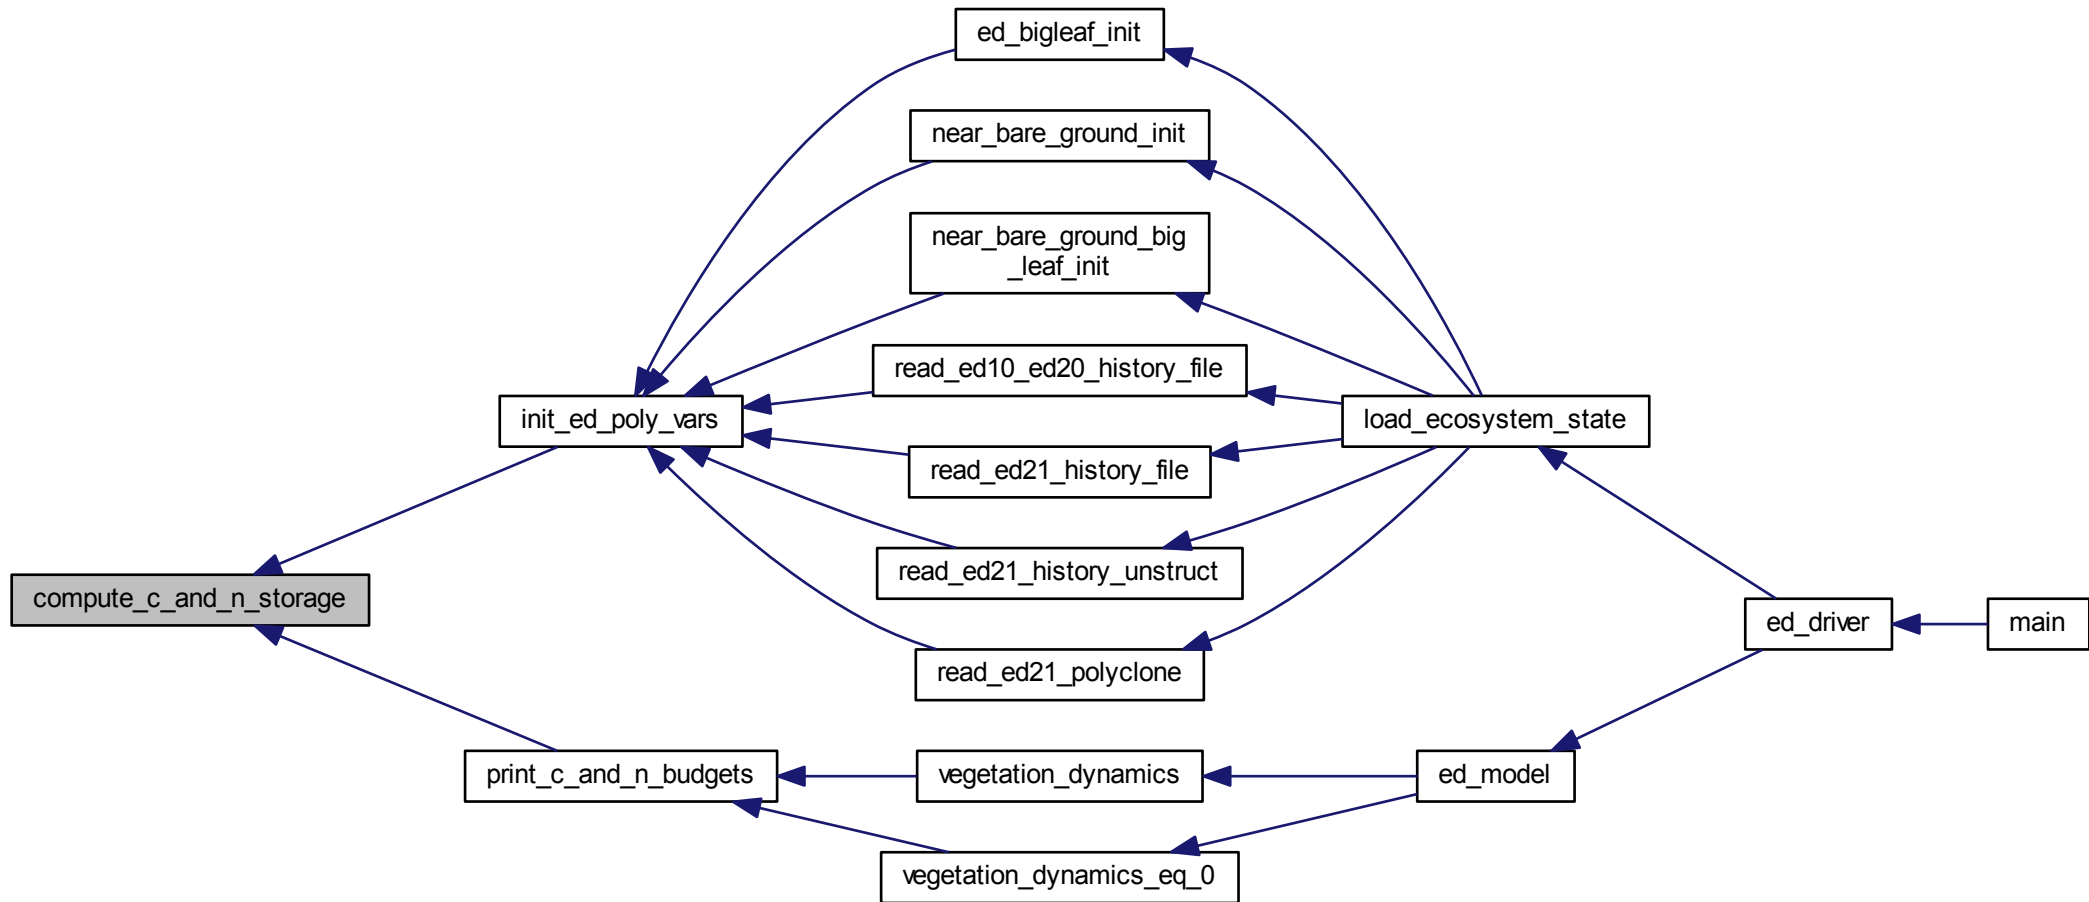 ed_bigleaf_init
near_bare_ground_init
near_bare_ground_big
_leaf_init
read_ed10_ed20_history_file
init_ed_poly_vars
load_ecosystem_state
read_ed21_history_file
read_ed21_history_unstruct
compute_c_and_n_storage
ed_driver
main
read_ed21_polyclone
print_c_and_n_budgets
vegetation_dynamics
ed_model
vegetation_dynamics_eq_0